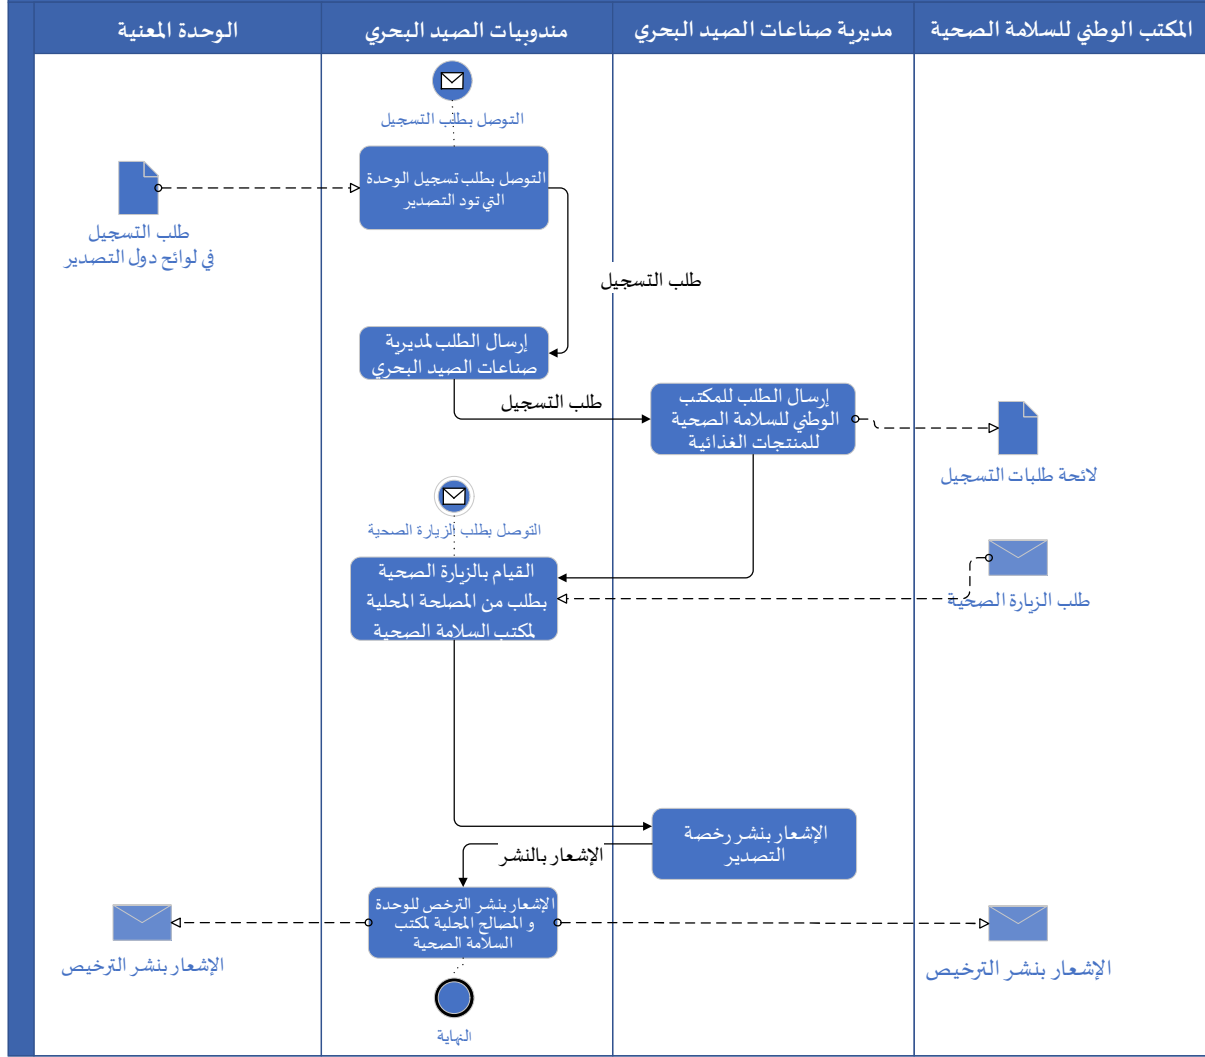 المكتب الوطني للسلامة الصحية
مديرية صناعات الصيد البحري
مندوبيات الصيد البحري
الوحدة المعنية
التوصل بطلب التسجيل
التوصل بطلب تسجيل الوحدة
التي تود التصدير
طلب التسجيل
في لوائح دول التصدير
طلب التسجيل
إرسال الطلب لمديرية
صناعات الصيد البحري
طلب التسجيل
إرسال الطلب للمكتب
الوطني للسلامة الصحية
للمنتجات الغذائية
لائحة طلبات التسجيل
التوصل بطلب الزيارة الصحية
القيام بالزيارة الصحية
بطلب من المصلحة المحلية
لمكتب السلامة الصحية
طلب الزيارة الصحية
الإشعار بنشر رخصة
التصدير
الإشعار بالنشر
الإشعار بنشر الترخص للوحدة
و المصالح المحلية لمكتب
السلامة الصحية
الإشعار بنشر الترخيص
الإشعار بنشر الترخيص
النهاية